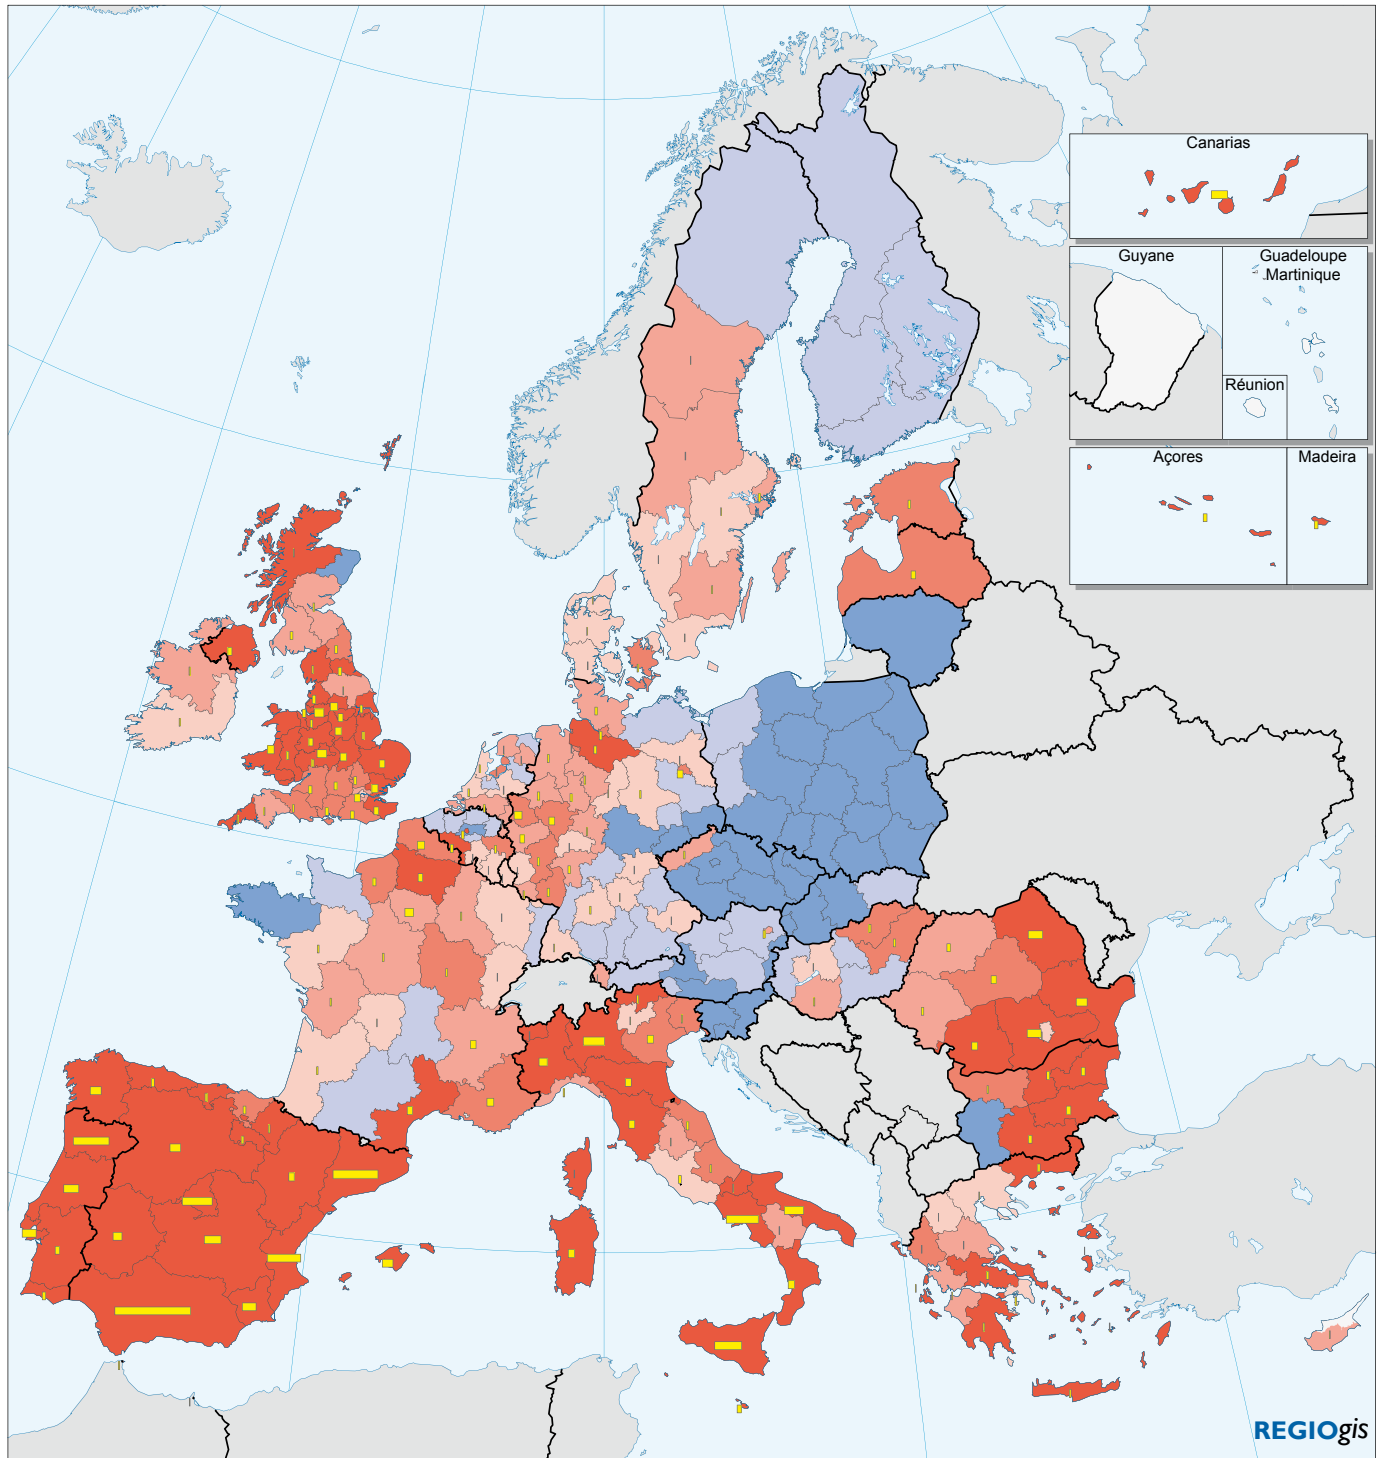 Canarias
Guyane
Guadeloupe
Martinique
Réunion
Açores
Madeira
REGIOgis